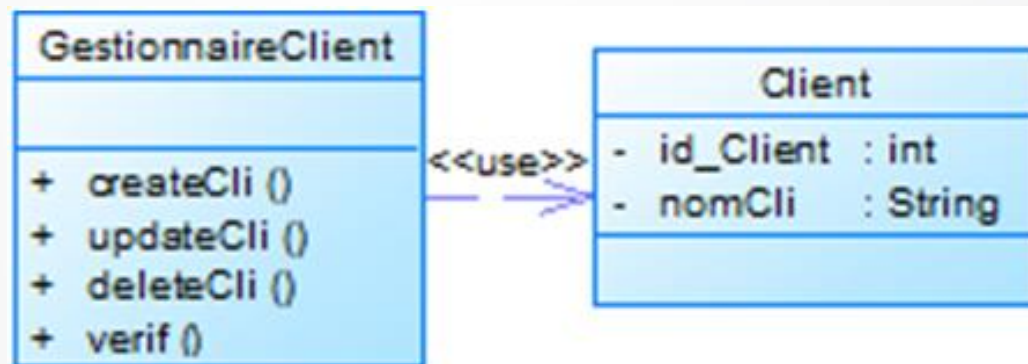 GestionnaireClient
+ createCli ()
+ updateCli ()
+ deleteCli ()
+ verif ()
<<use>>
Client
- id_Client : int
- nomCli : String